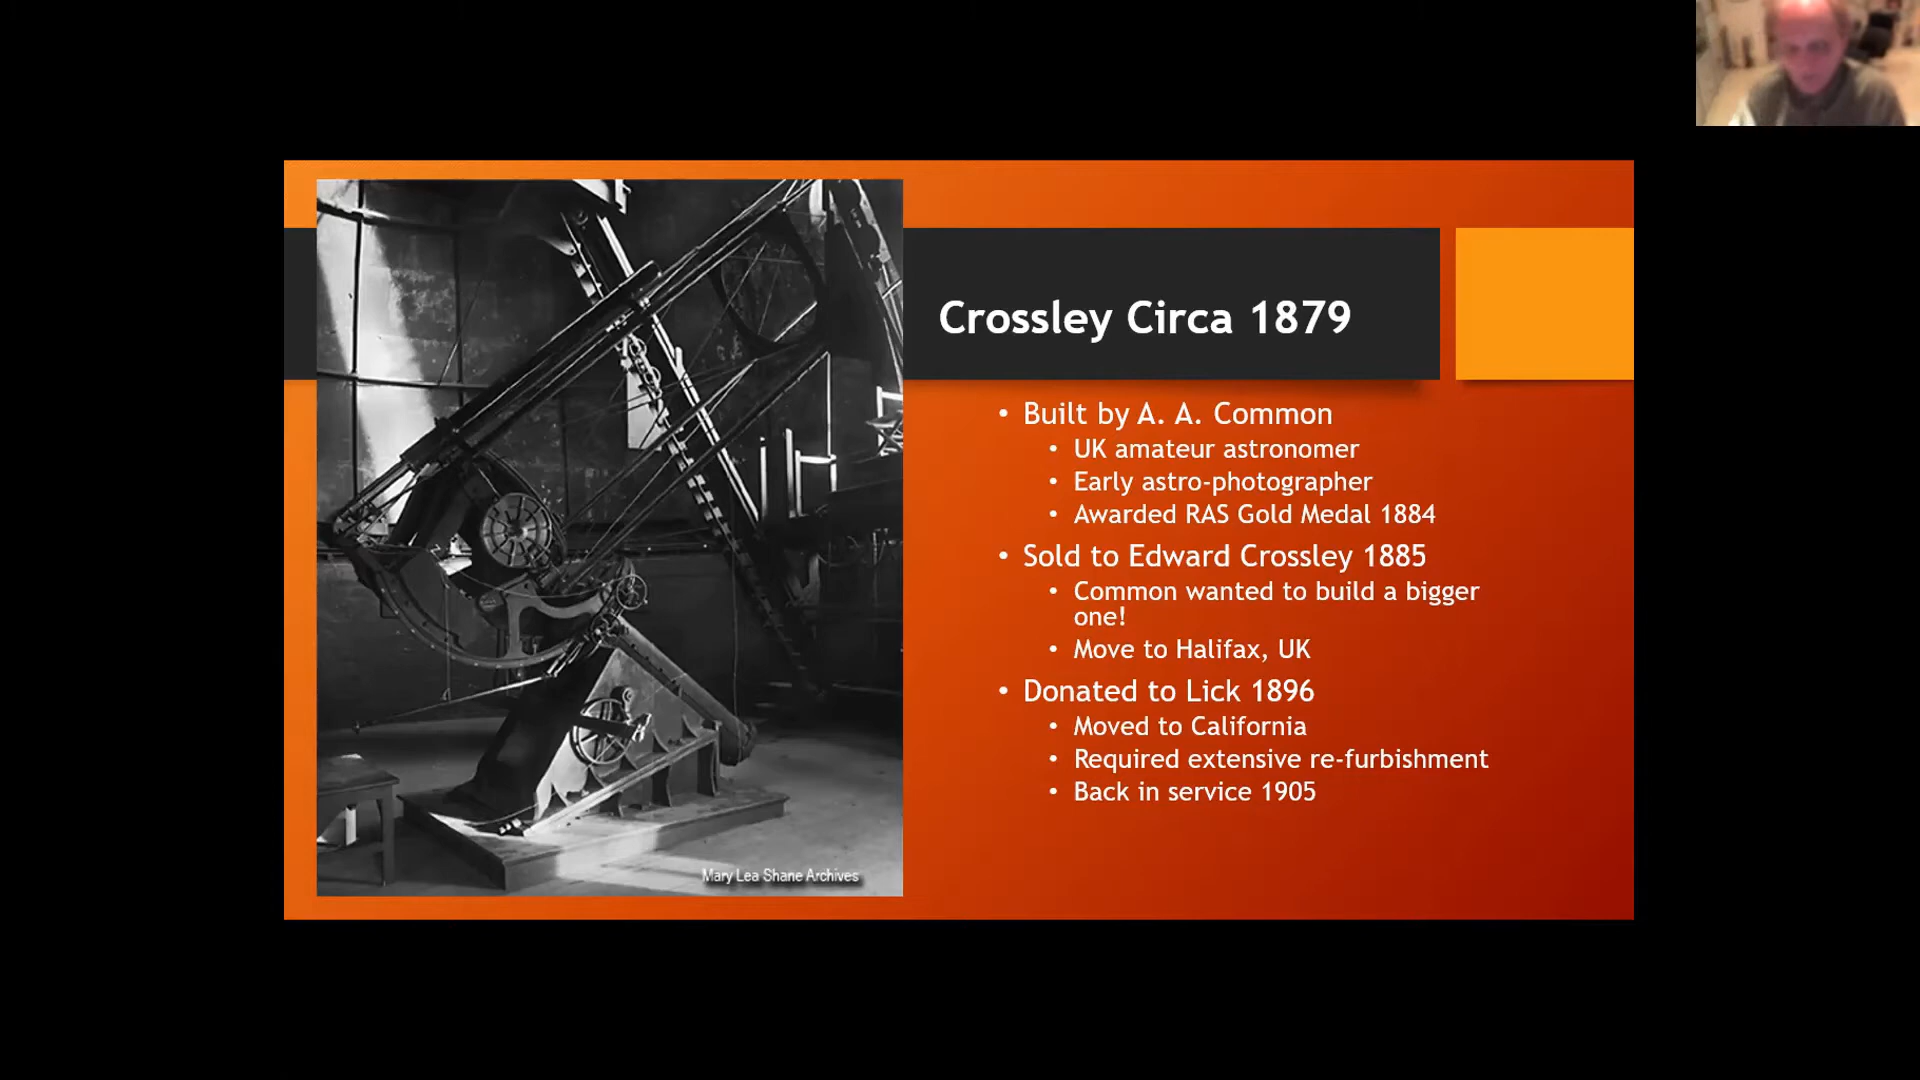 Crossley Circa 1879
• Built by A. A. Common
• UK amateur astronomer
• Early astro-photographer
• Awarded RAS Gold Medal 1884
• Sold to Edward Crossley 1885
• Common wanted to build a bigger
one!
• Move to Halifax, UK
• Donated to Lick 1896
• Moved to California
• Required extensive re-furbishment
• Back in service 1905
Mary Lea Shane Archives